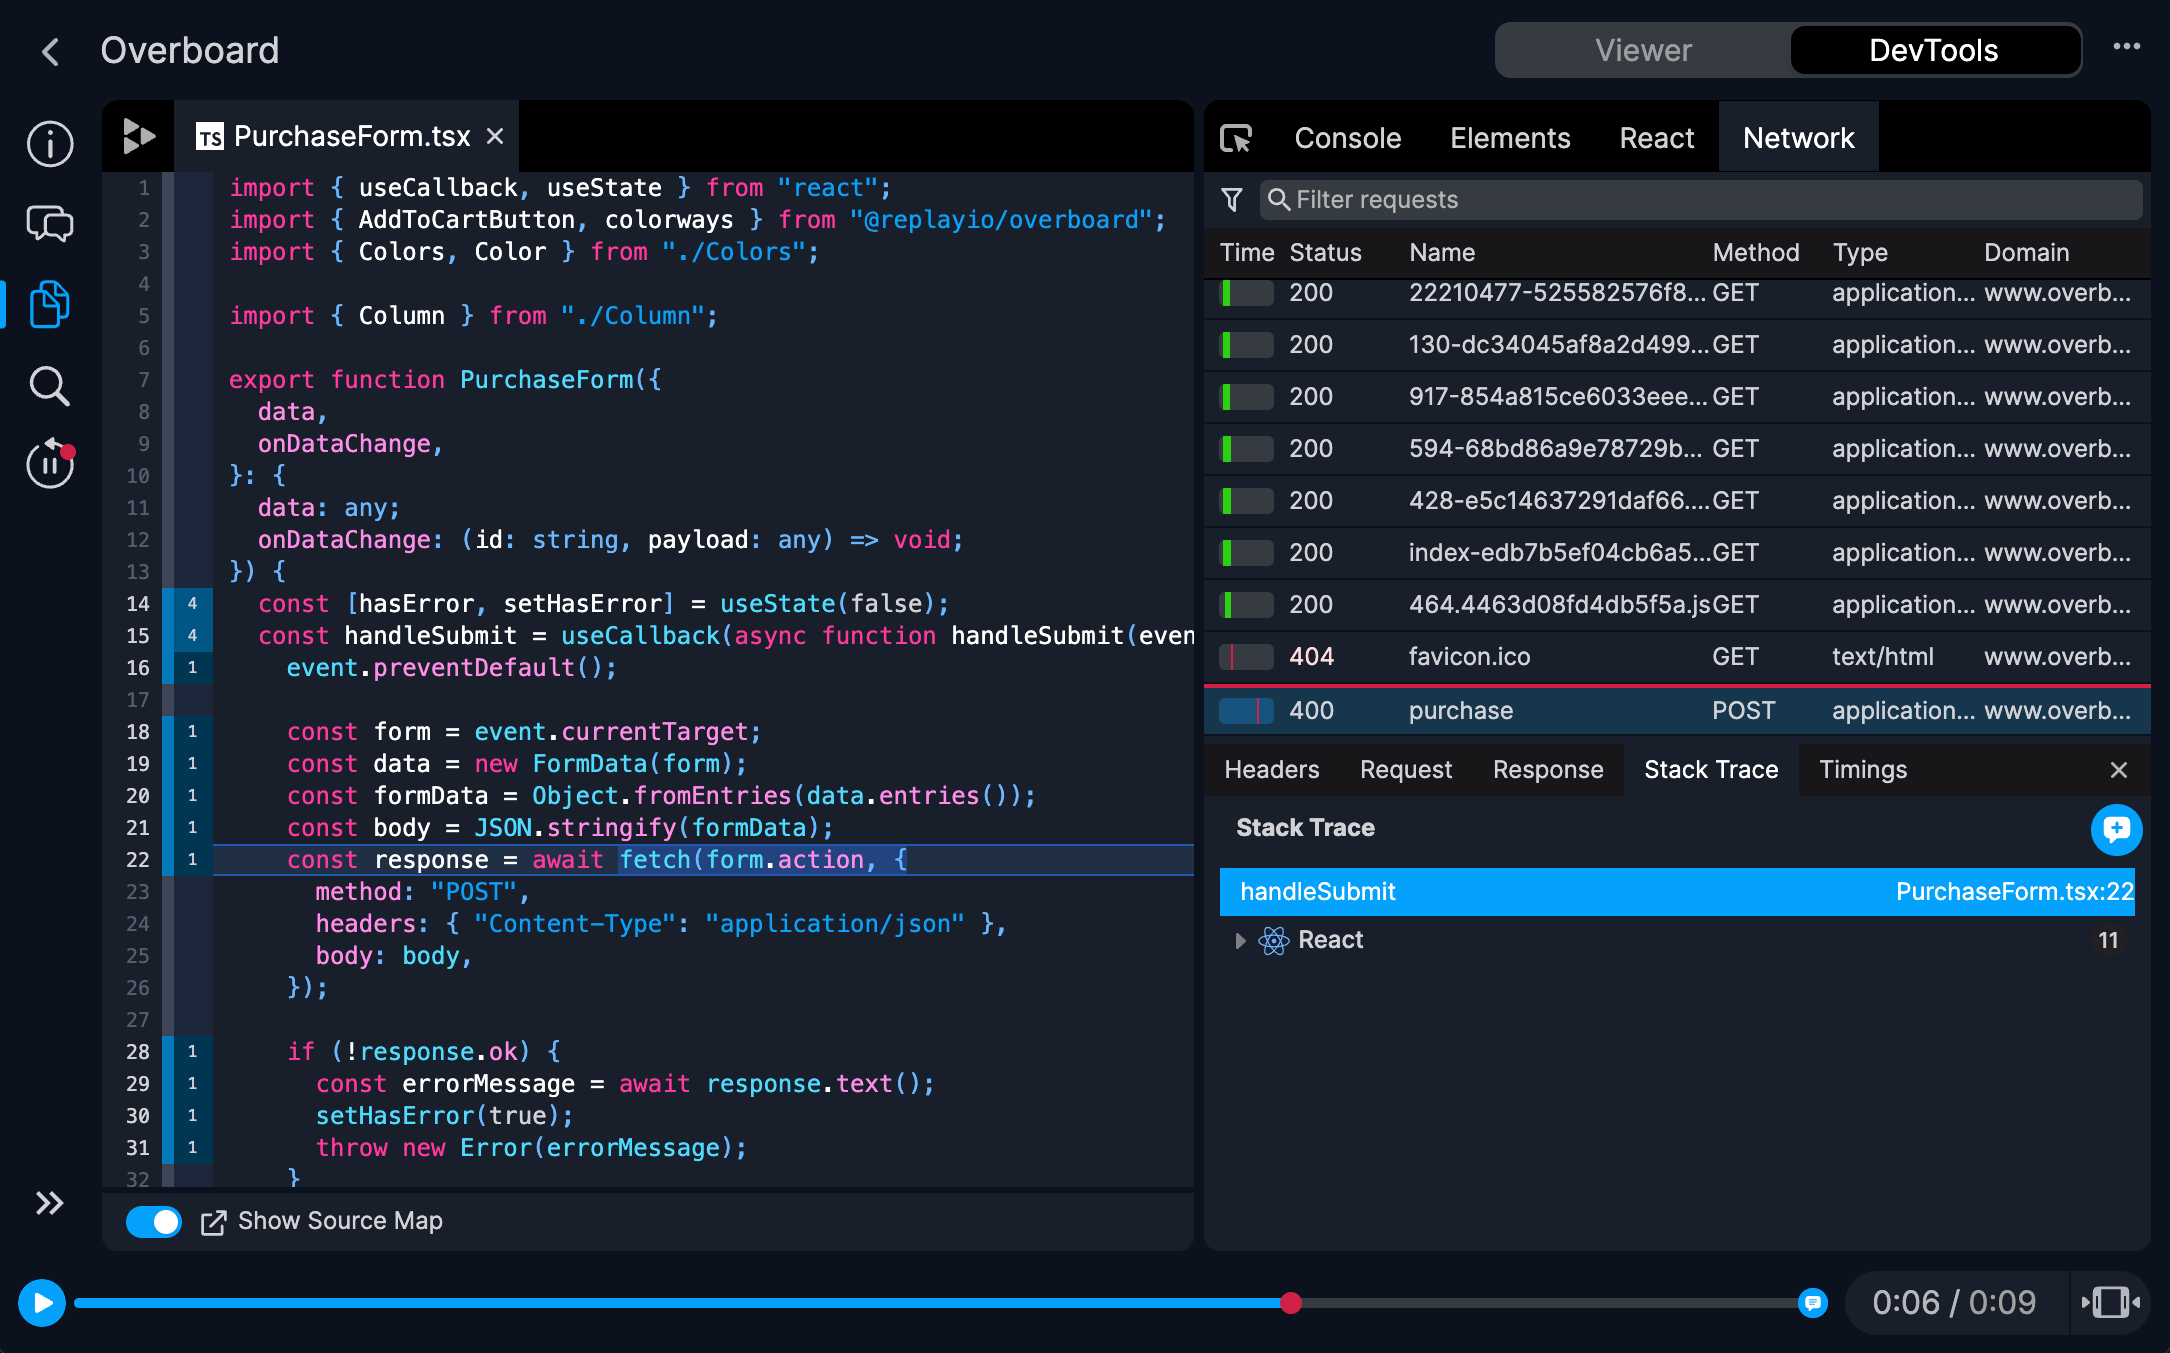 Overboard
Viewer
DevTools
TS PurchaseForm.tsx
1 import { useCallback, useState } from "react";
2 import { AddToCartButton, colorways } from "@replayio/overboard";
3 import { Colors, Color } from "./Colors";
4
5 import { Column } from "./Column";
6
7 export function PurchaseForm({
8 data,
9 onDataChange,
10 }: {
11 data: any;
12 onDataChange: (id: string, payload: any) => void;
13 }) {
14 4 const [hasError, setHasError] = useState(false);
15 4 const handleSubmit = useCallback(async function handleSubmit(even
16 1 event.preventDefault();
17
18 1 const form = event.currentTarget;
19 1 const data = new FormData(form);
20 1 const formData = Object.fromEntries(data.entries());
21 1 const body = JSON.stringify(formData);
22 1 const response = await fetch(form.action, {
23 method: "POST",
24 headers: { "Content-Type": "application/json" },
25 body: body,
26 });
27
28 1 if (!response.ok) {
29 1 const errorMessage = await response.text();
30 1 setHasError(true);
31 1 throw new Error(errorMessage);
32 }
Show Source Map
Console Elements React Network
Filter requests
Time Status Name Method Type Domain
200 22210477-525582576f8... GET application... www.overb...
200 130-dc34045af8a2d499... GET application... www.overb...
200 917-854a815ce6033eee... GET application... www.overb...
200 594-68bd86a9e78729b... GET application... www.overb...
200 428-e5c14637291daf66.... GET application... www.overb...
200 index-edb7b5ef04cb6a5... GET application... www.overb...
200 464.4463d08fd4db5f5a.js GET application... www.overb...
404 favicon.ico GET text/html www.overb...
400 purchase POST application... www.overb...
Headers Request Response Stack Trace Timings
Stack Trace
handleSubmit PurchaseForm.tsx:22
React 11
0:06 / 0:09